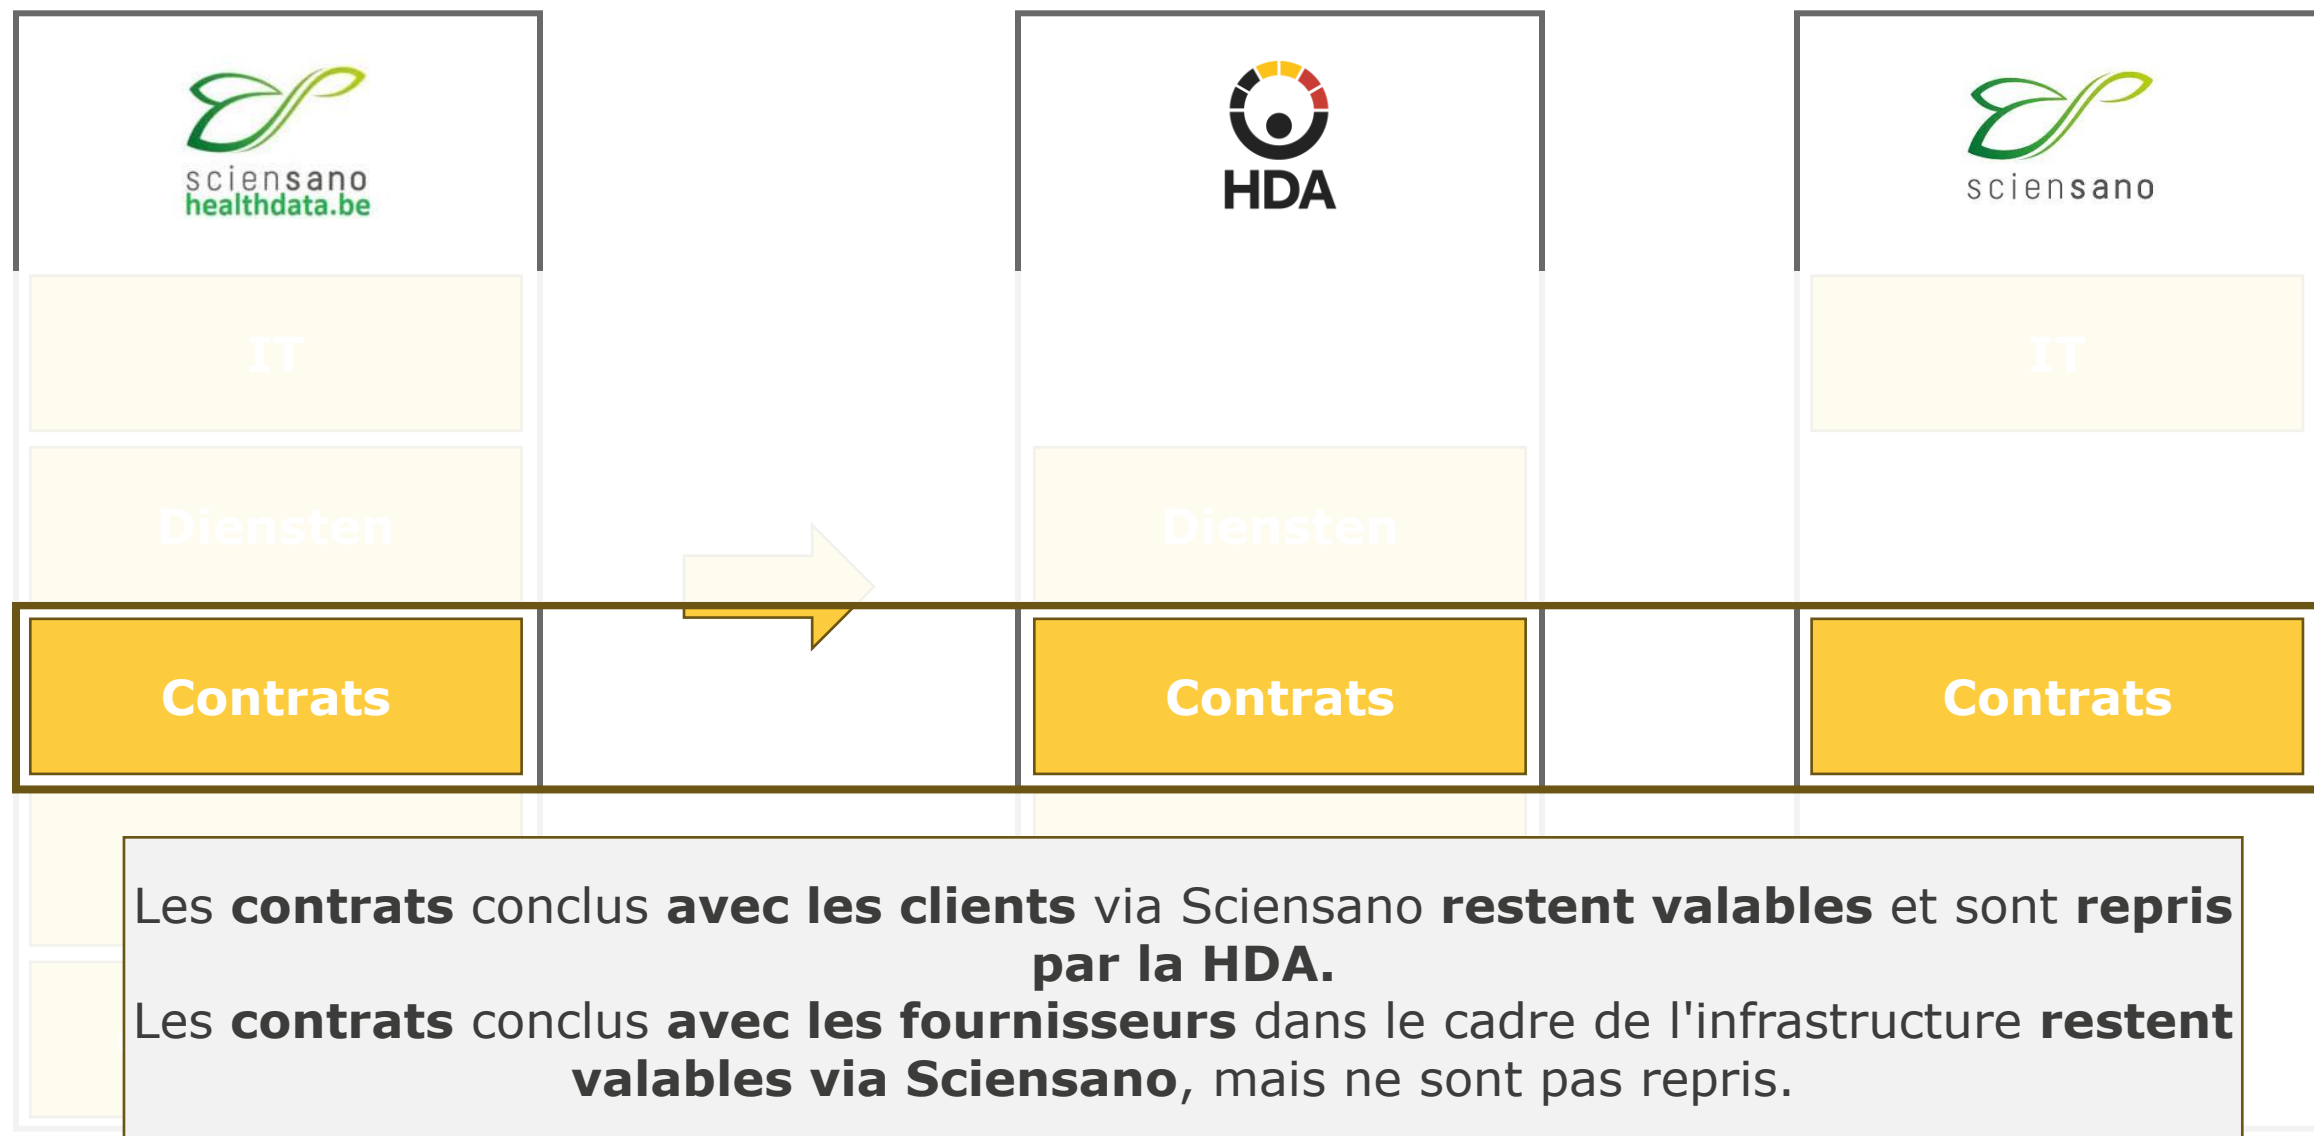 sciensano
healthdata.be
HDA
sciensano
IT
IT
Diensten
Diensten
Contrats
Contrats
Contrats
Les contrats conclus avec les clients via Sciensano restent valables et sont repris
par la HDA.
Les contrats conclus avec les fournisseurs dans le cadre de l'infrastructure restent
valables via Sciensano, mais ne sont pas repris.